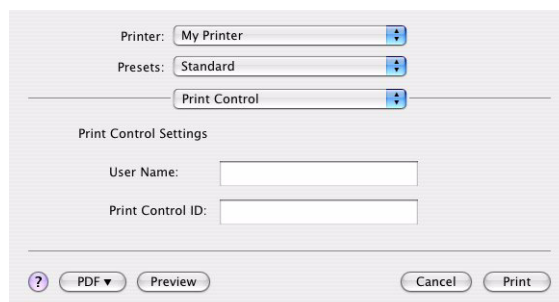 Printer: My Printer
Presets: Standard
Print Control
Print Control Settings
User Name:
Print Control ID:
? PDF ▾ Preview Cancel Print